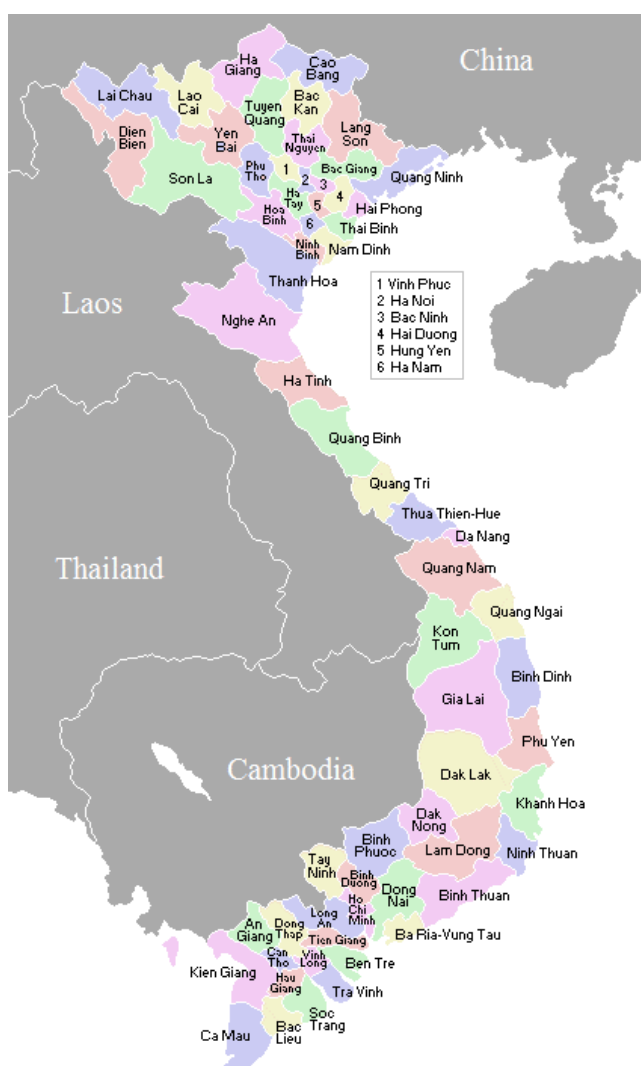 China
Ha
Giang
Cao
Bang
Lai Chau
Lao
Cai
Bac
Kan
Tuyen
Quang
Dien
Bien
Yen
Bai
Thai
Nguyen
Lang
Son
Phu
Tho
1
Bac Giang
Son La
2
3
Quang Ninh
Ha
Tay
4
5
Hoa
Binh
Hai Phong
6
Thai Binh
Ninh
Binh
Nam Dinh
Thanh Hoa
1 Vinh Phuc
2 Ha Noi
3 Bac Ninh
4 Hai Duong
5 Hung Yen
6 Ha Nam
Laos
Nghe An
Ha Tinh
Quang Binh
Quang Tri
Thua Thien-Hue
Da Nang
Thailand
Quang Nam
Quang Ngai
Kon
Tum
Binh Dinh
Gia Lai
Phu Yen
Cambodia
Dak Lak
Khanh Hoa
Dak
Nong
Binh
Phuoc
Lam Dong
Ninh Thuan
Tay
Ninh
Binh
Duong
Dong
Nai
Binh Thuan
Ho
Chi
Minh
Long
An
An
Giang
Dong
Thap
Tien Giang
Ba Ria-Vung Tau
Can
Tho
Vinh
Long
Ben Tre
Kien Giang
Hau
Giang
Tra Vinh
Soc
Trang
Ca Mau
Bac
Lieu